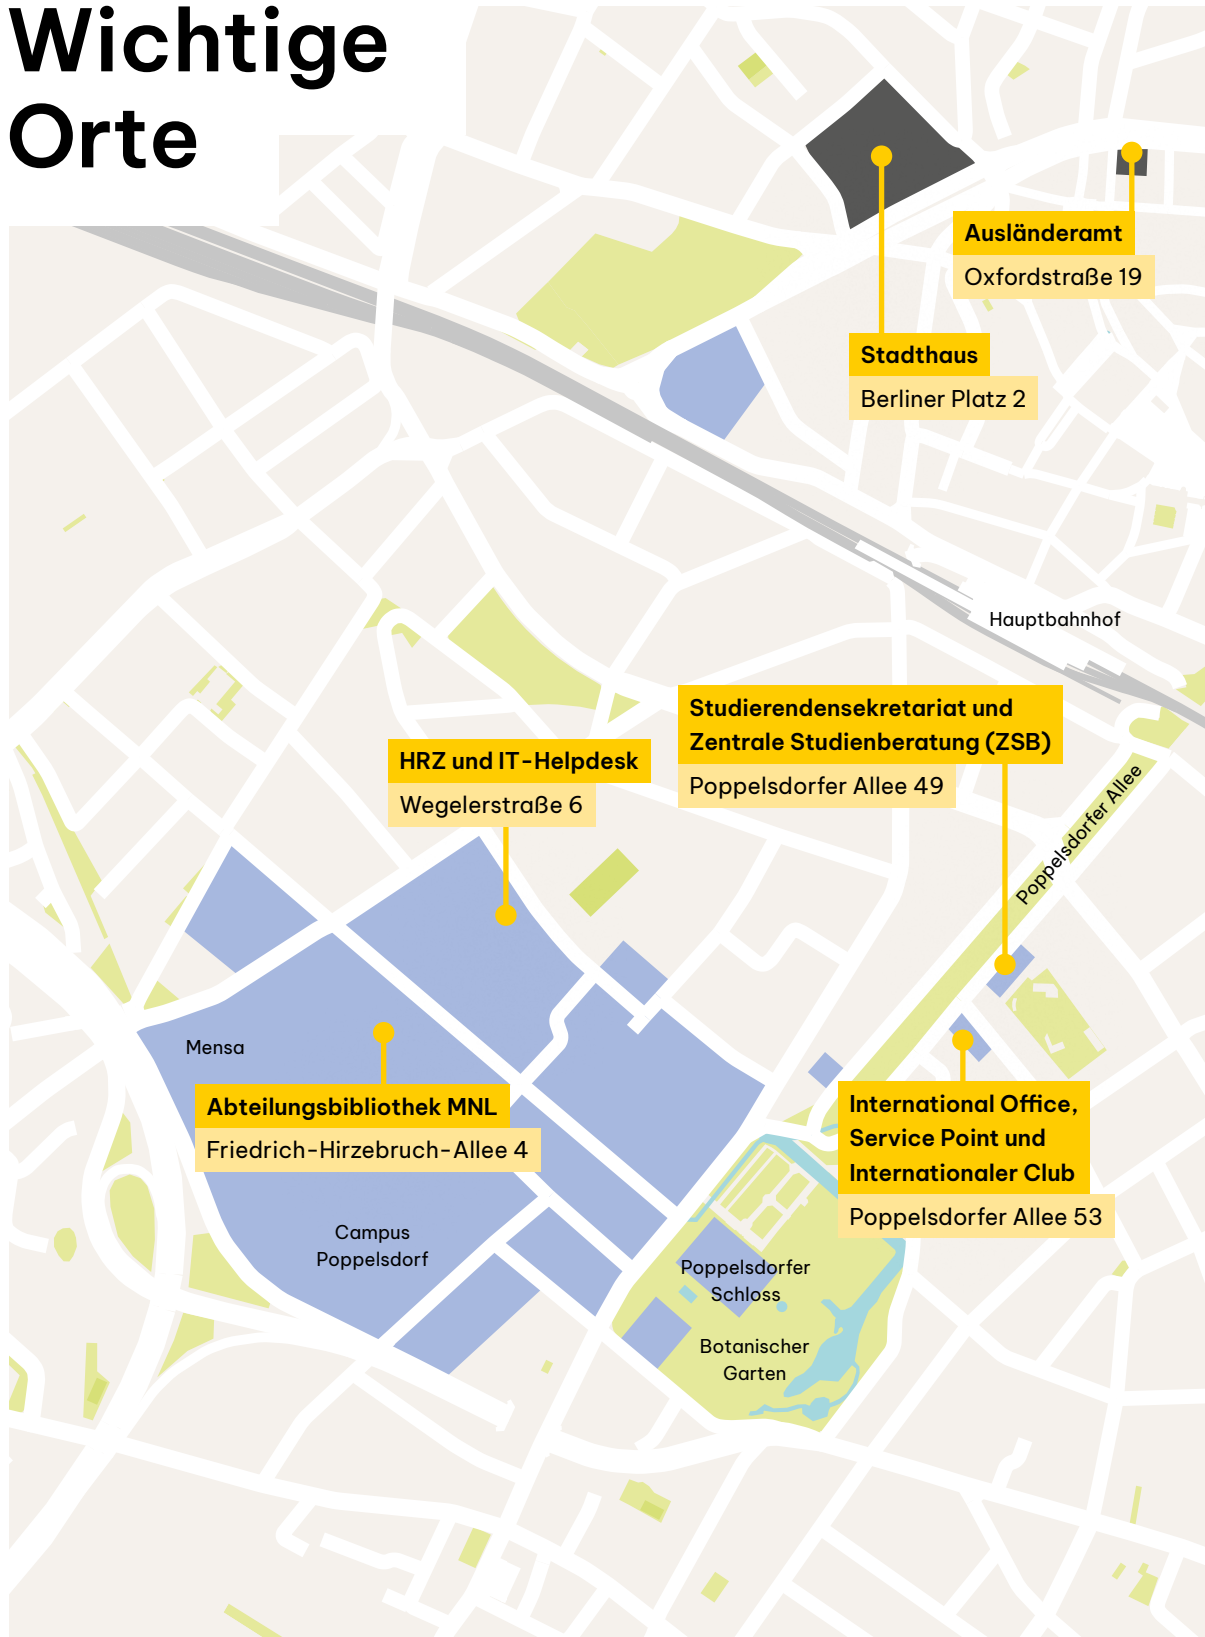 Wichtige
Orte
Ausländeramt
Oxfordstraße 19
Stadthaus
Berliner Platz 2
Hauptbahnhof
Studierendensekretariat und
Zentrale Studienberatung (ZSB)
Poppelsdorfer Allee 49
HRZ und IT-Helpdesk
Wegelerstraße 6
Poppelsdorfer Allee
Mensa
Abteilungsbibliothek MNL
Friedrich-Hirzebruch-Allee 4
International Office,
Service Point und
Internationaler Club
Poppelsdorfer Allee 53
Campus
Poppelsdorf
Poppelsdorfer
Schloss
Botanischer
Garten